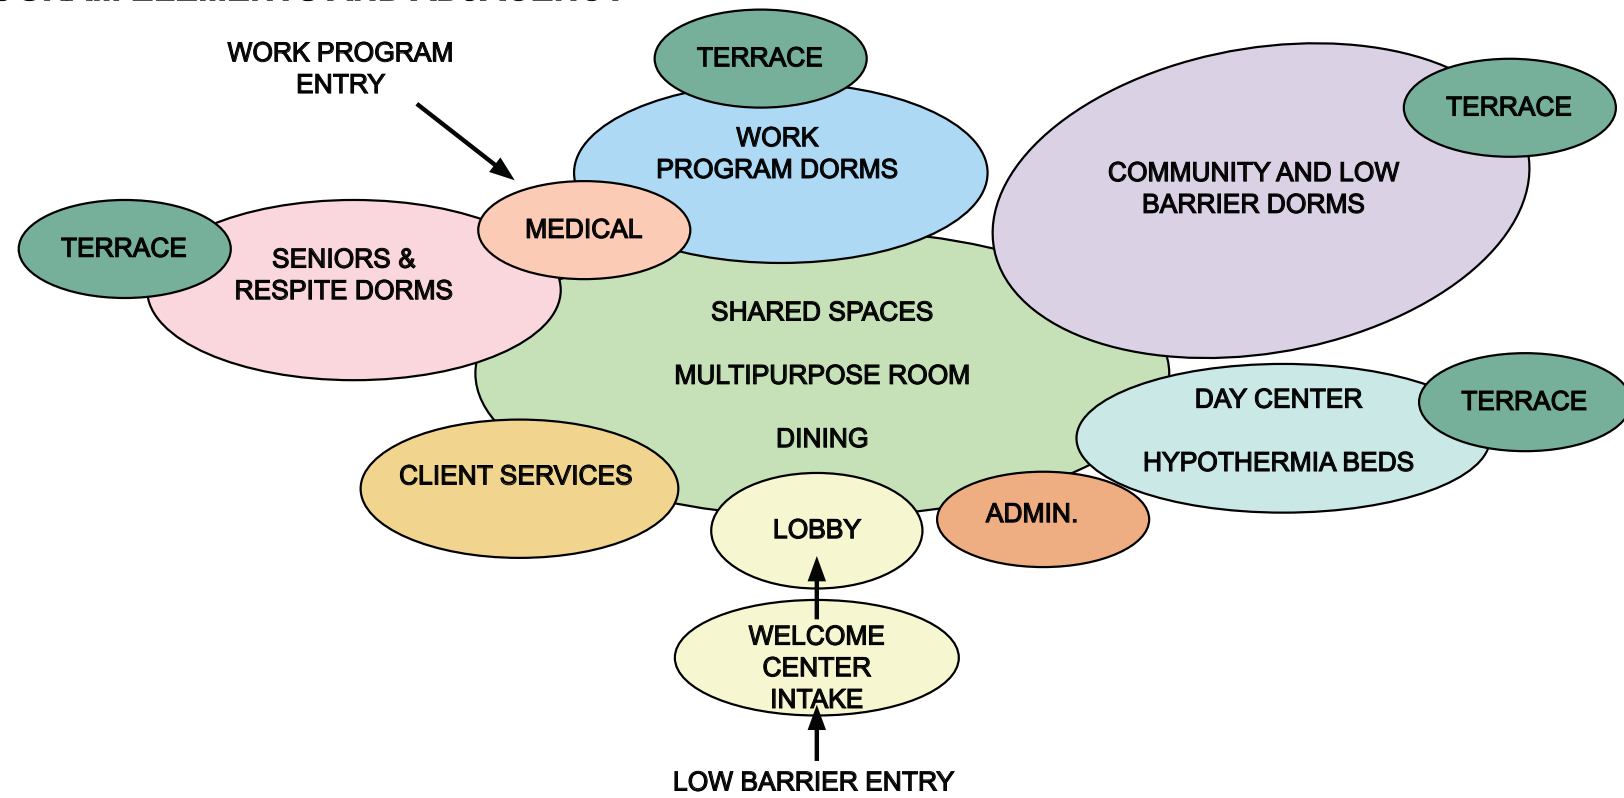 WORK PROGRAM
ENTRY
TERRACE
WORK
PROGRAM DORMS
TERRACE
COMMUNITY AND LOW
BARRIER DORMS
MEDICAL
TERRACE
SENIORS &
RESPITE DORMS
SHARED SPACES
MULTIPURPOSE ROOM
DINING
DAY CENTER
HYPOTHERMIA BEDS
TERRACE
CLIENT SERVICES
LOBBY
ADMIN.
WELCOME
CENTER
INTAKE
LOW BARRIER ENTRY